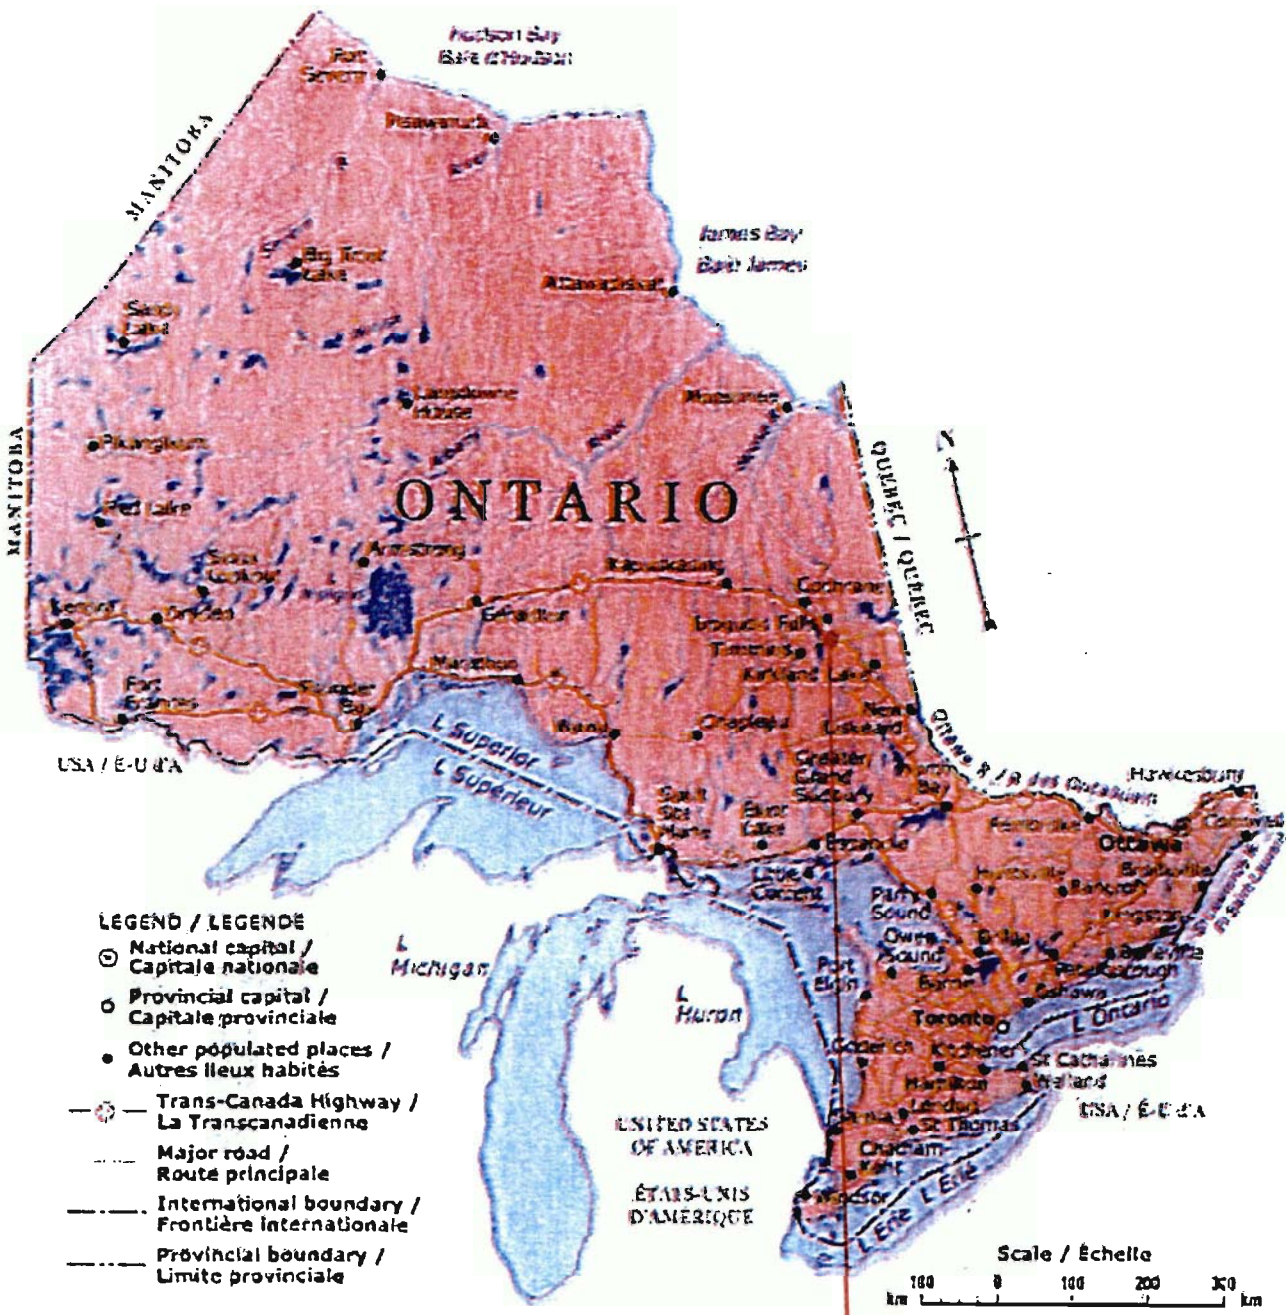 Hudson Bay
Baie d'Hudson
Fort
Severn
Peawanuck
MANITOBA
James Bay
Baie James
Big Trout
Lake
Attawapiskat
Sandy
Lake
Lansdowne
House
Moosonee
Pikangikum
MANITOBA
QUEBEC / QUÉBEC
N
ONTARIO
Red Lake
Armstrong
Sioux
Lookout
Kapuskasing
Cochrane
Kenora
Dryden
Geraldton
Iroquois Falls
Timmins
Kirkland Lake
Marathon
Fort
Frances
Thunder
Bay
Wawa
Chapleau
New
Liskeard
L Superior
L Supérieur
USA / É-U d'A
Ottawa R / R des Outaouais
Hawkesbury
Greater
Grand
Sudbury
North
Bay
Sault
Ste
Marie
Elliot
Lake
Espanola
Pembroke
Ottawa
Cornwall
Brockville
Little
Current
Huntsville
Bancroft
Parry
Sound
Kingston
LEGEND / LEGENDE
National capital /
Capitale nationale
Provincial capital /
Capitale provinciale
Other populated places /
Autres lieux habités
Trans-Canada Highway /
La Transcanadienne
Major road /
Route principale
International boundary /
Frontière internationale
Provincial boundary /
Limite provinciale
L
Michigan
L
Huron
Owen
Sound
Orillia
Belleville
Port
Elgin
Barrie
Peterborough
Oshawa
Toronto
L Ontario
Goderich
Kitchener
St Catharines
Hamilton
Welland
Sarnia
London
St Thomas
USA / É-U d'A
UNITED STATES
OF AMERICA
Chatham-
Kent
L Erie
ÉTATS-UNIS
D'AMÉRIQUE
Windsor
L Érié
Scale / Échelle
100 0 100 200 300
km km